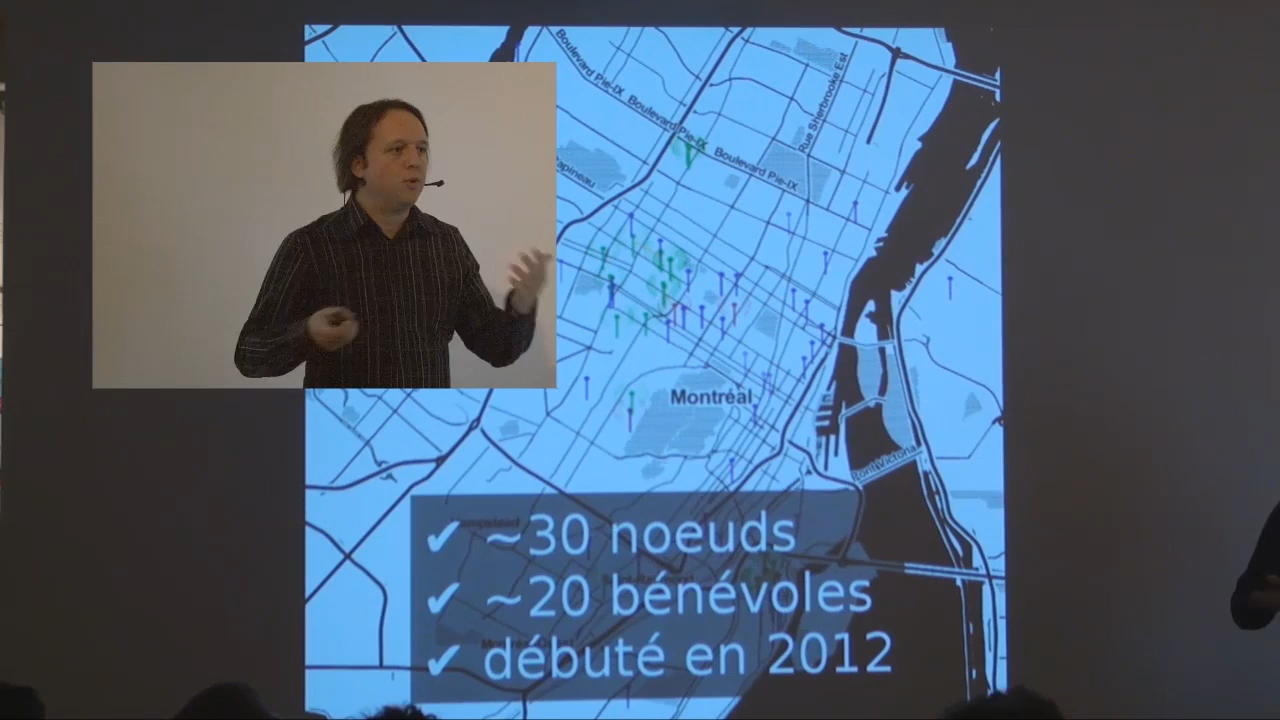 Boulevard Pie-IX
Boulevard Pie-IX
Boulevard Pie-IX
Rue Sherbrooke Est
Montréal
Pont Victoria
✔ ~30 noeuds
✔ ~20 bénévoles
✔ débuté en 2012